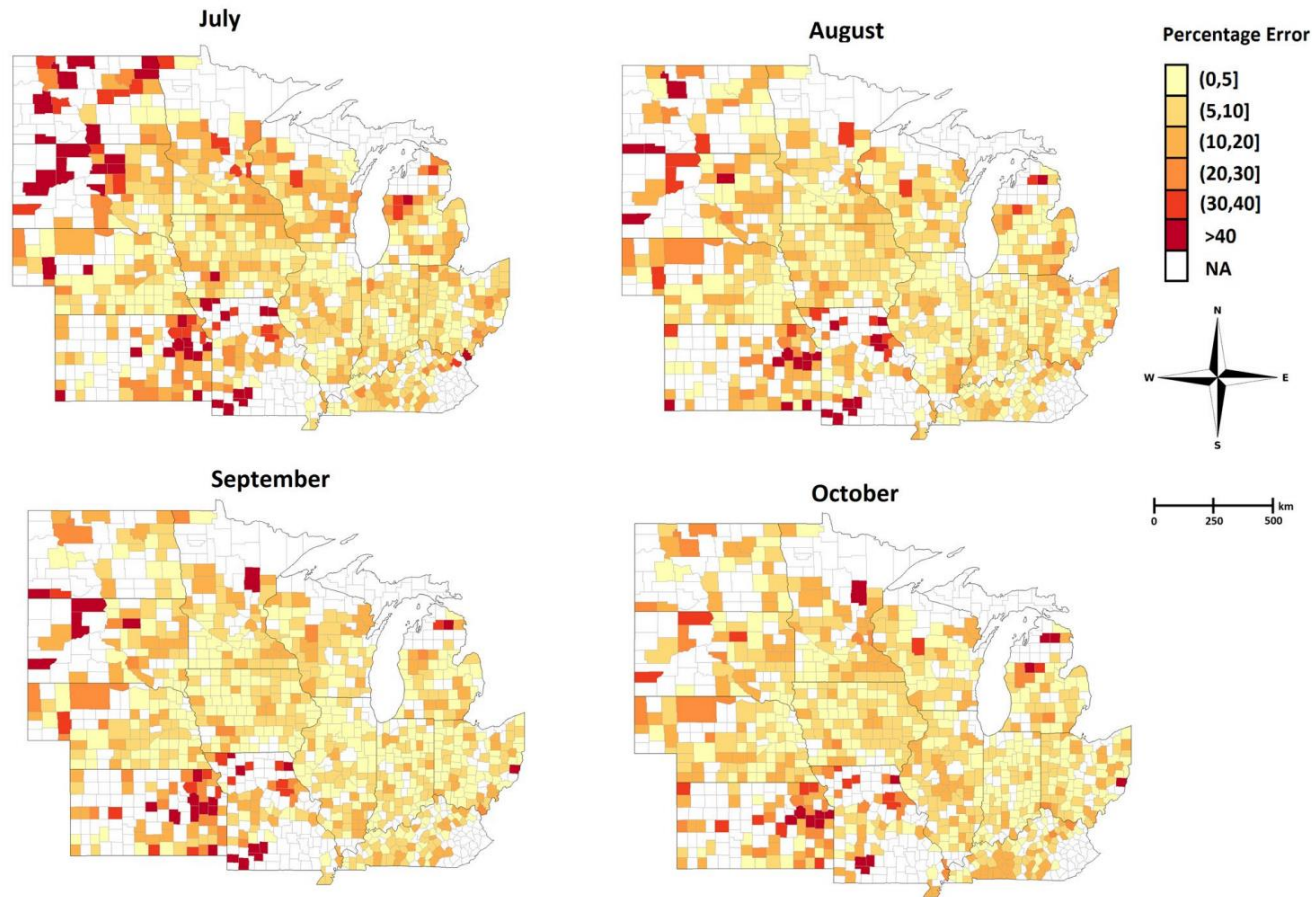 July
August
Percentage Error
(0,5]
(5,10]
(10,20]
(20,30]
(30,40]
>40
NA
N
W
E
S
September
October
km
0
250
500